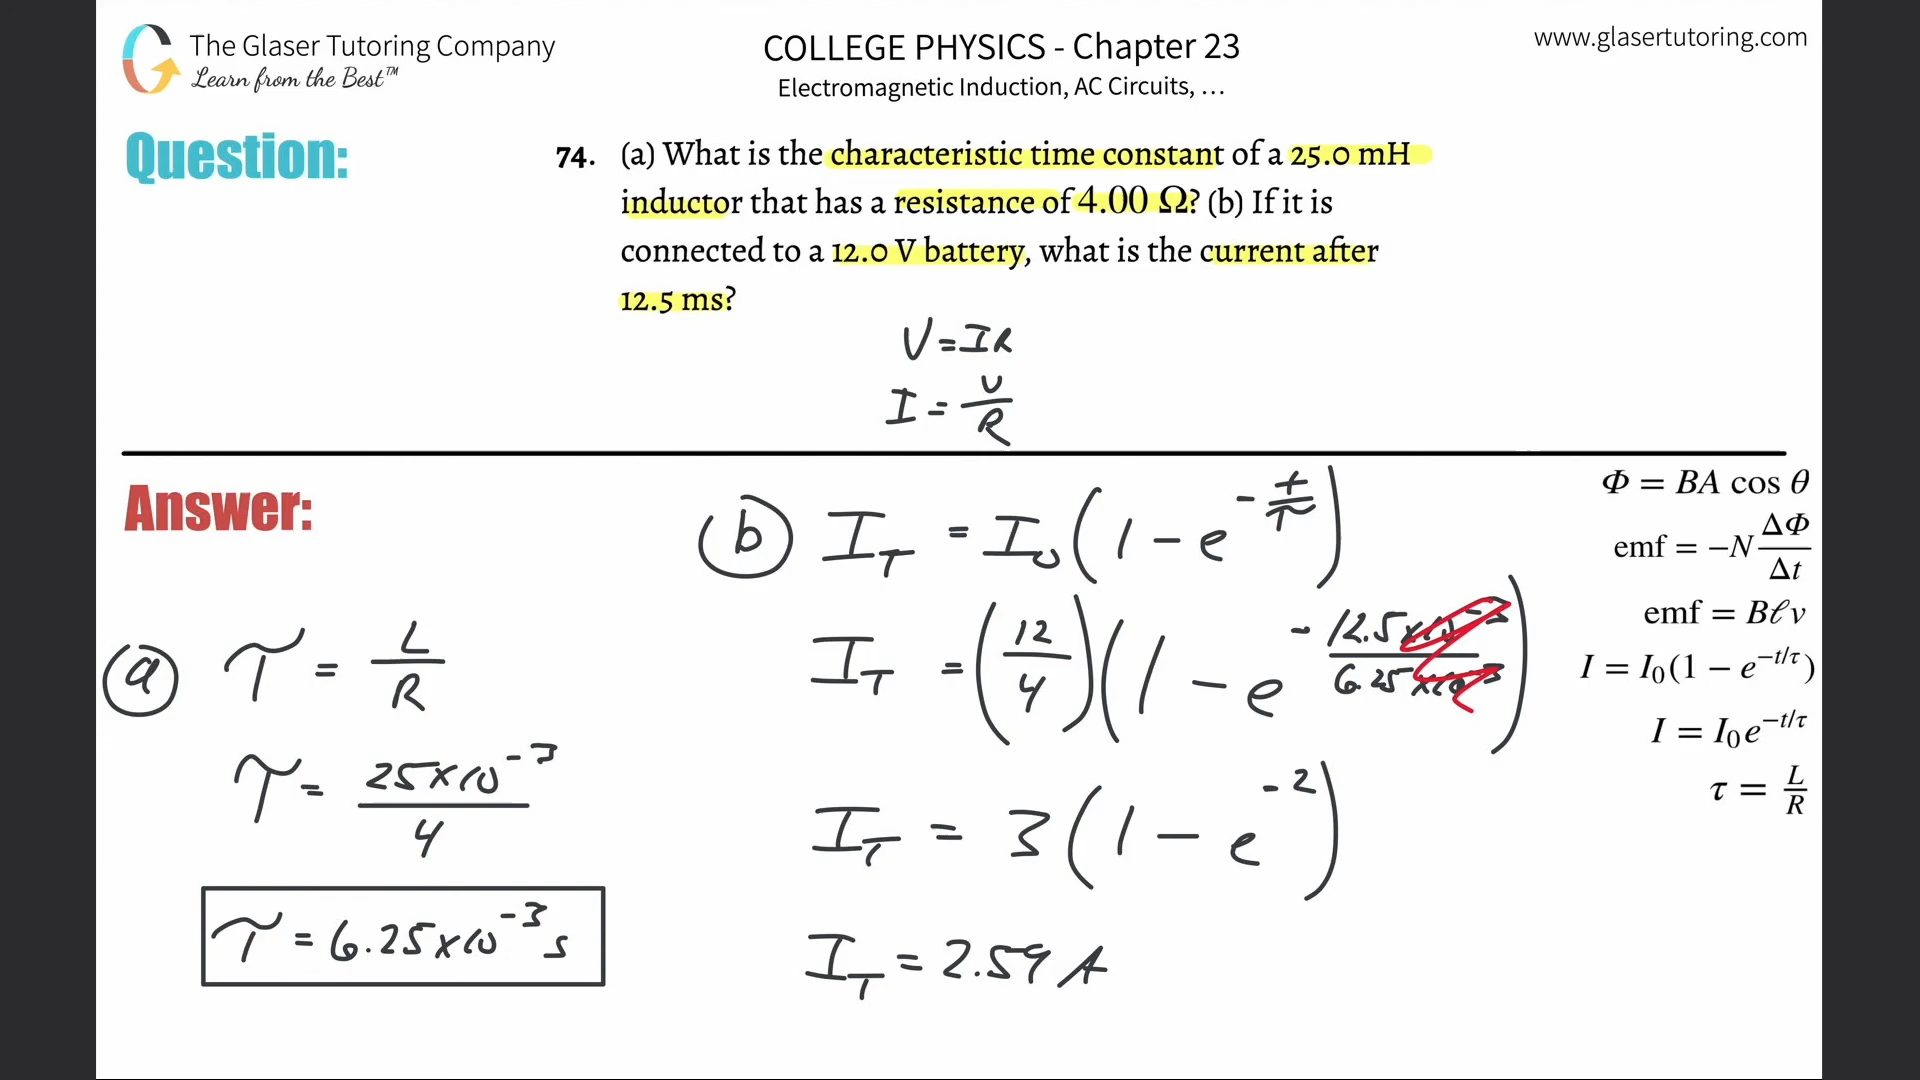 The Glaser Tutoring Company
Learn from the Best™
COLLEGE PHYSICS - Chapter 23
Electromagnetic Induction, AC Circuits, …
www.glasertutoring.com
Question:
74. (a) What is the characteristic time constant of a 25.0 mH
inductor that has a resistance of 4.00 Ω? (b) If it is
connected to a 12.0 V battery, what is the current after
12.5 ms?
V = IR
I = V/R
Answer:
(a) τ = L/R
τ = 25×10⁻³/4
τ = 6.25×10⁻³ s
(b) I_T = I₀(1 − e^(−t/τ))
I_T = (12/4)(1 − e^(−12.5×10⁻³/6.25×10⁻³))
I_T = 3(1 − e⁻²)
I_T = 2.59 A
Φ = BA cos θ
emf = −N ΔΦ/Δt
emf = Bℓv
I = I₀(1 − e^(−t/τ))
I = I₀e^(−t/τ)
τ = L/R